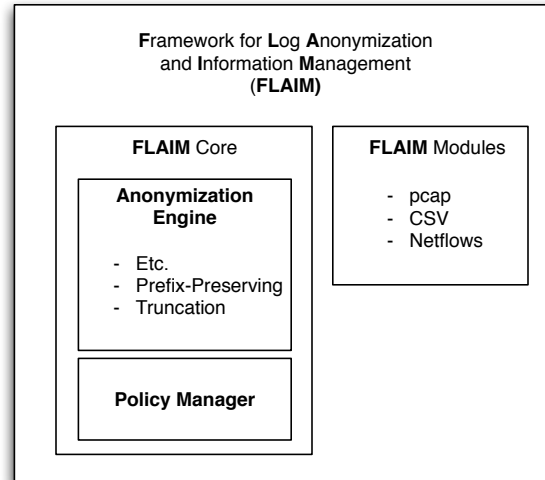 Framework for Log Anonymization
and Information Management
(FLAIM)
FLAIM Core
Anonymization
Engine
- Etc.
- Prefix-Preserving
- Truncation
Policy Manager
FLAIM Modules
- pcap
- CSV
- Netflows